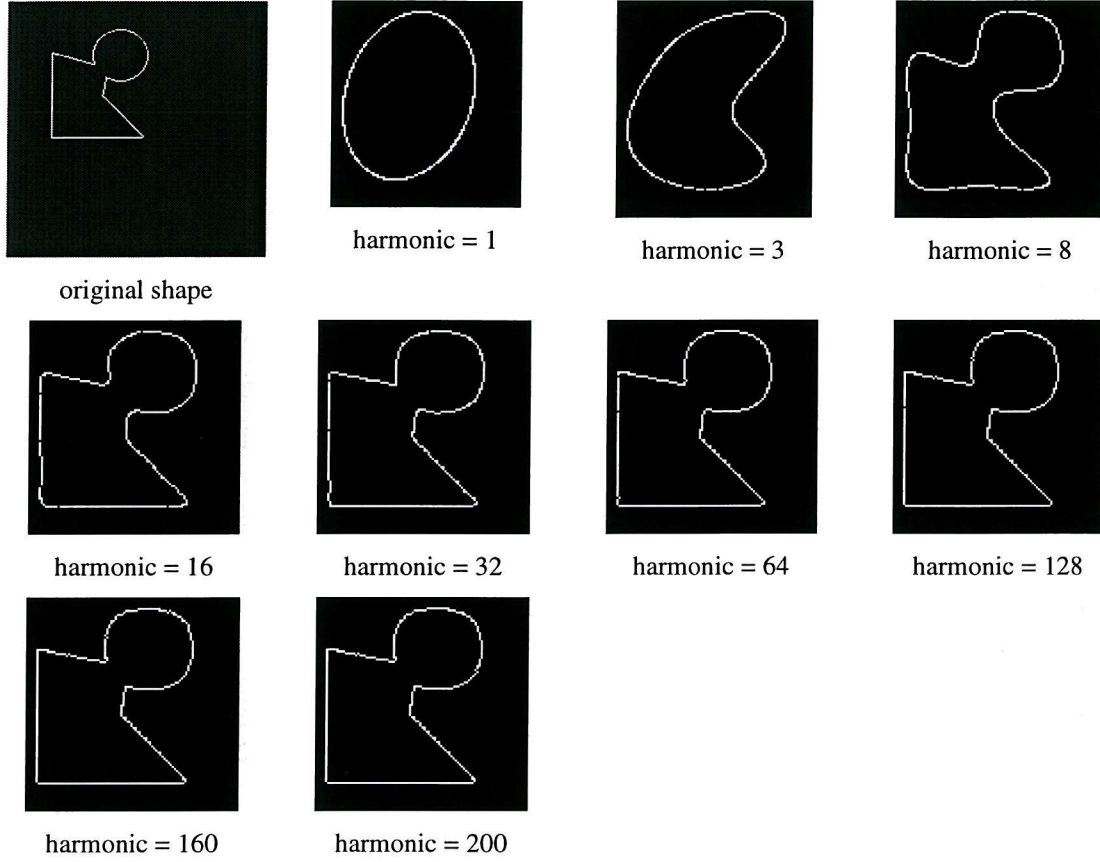 harmonic = 1
harmonic = 3
harmonic = 8
original shape
harmonic = 16
harmonic = 32
harmonic = 64
harmonic = 128
harmonic = 160
harmonic = 200